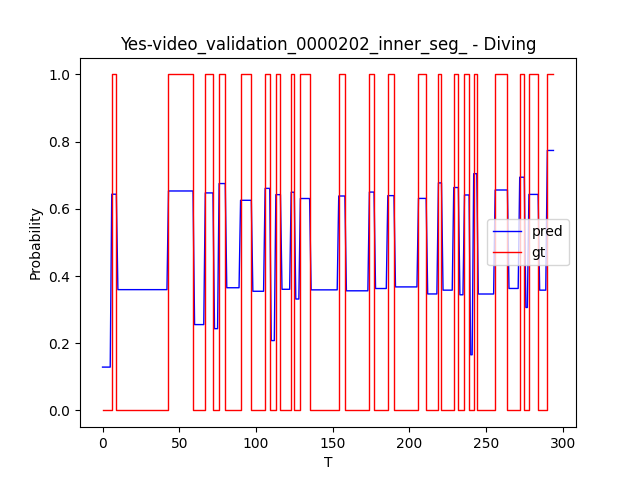 Yes-video_validation_0000202_inner_seg_ - Diving
1.0
0.8
0.6
0.4
0.2
0.0
Probability
pred
gt
0 50 100 150 200 250 300
T